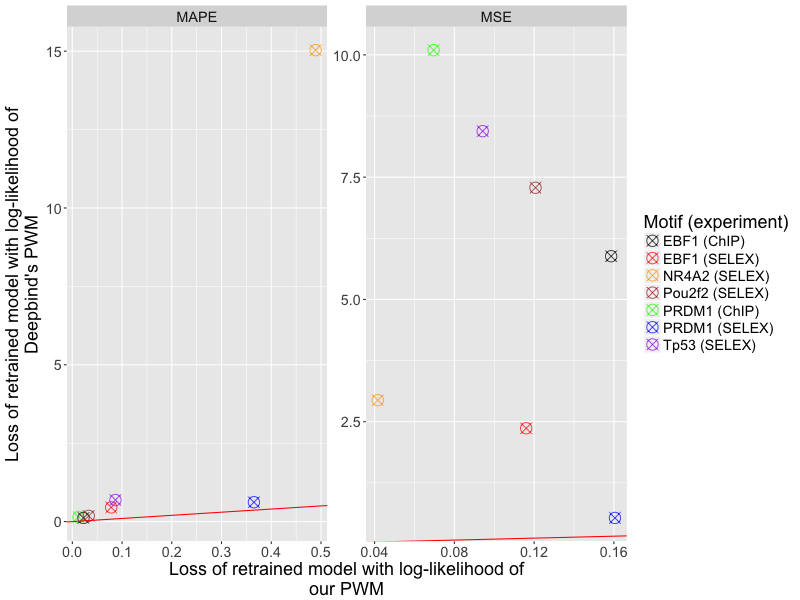 MAPE
MSE
Loss of retrained model with log-likelihood of
Deepbind's PWM
15
10
5
0
10.0
7.5
5.0
2.5
0.0
0.1
0.2
0.3
0.4
0.5
0.04
0.08
0.12
0.16
Loss of retrained model with log-likelihood of
our PWM
Motif (experiment)
EBF1 (ChIP)
EBF1 (SELEX)
NR4A2 (SELEX)
Pou2f2 (SELEX)
PRDM1 (ChIP)
PRDM1 (SELEX)
Tp53 (SELEX)